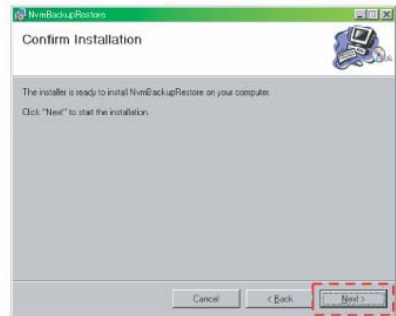 NvmBackupRestore
Confirm Installation
The installer is ready to install NvmBackupRestore on your computer.
Click "Next" to start the installation.
Cancel
< Back
Next >